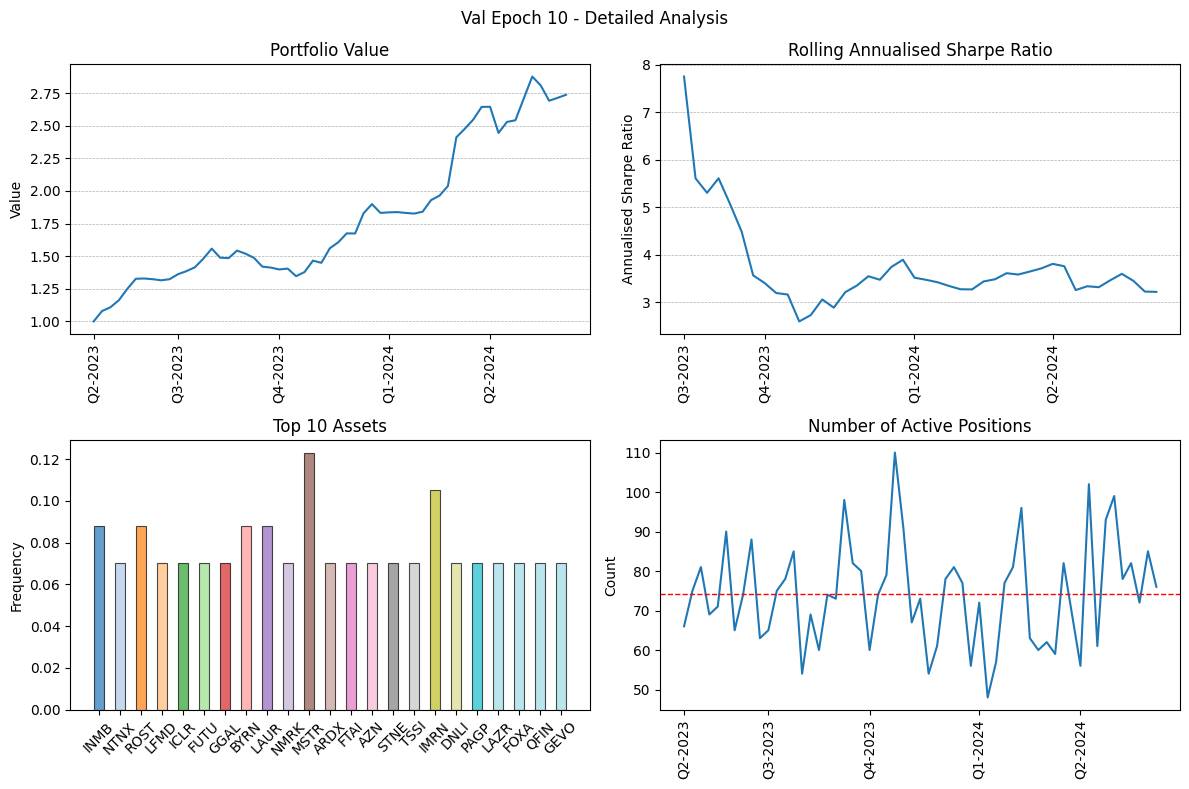 Val Epoch 10 - Detailed Analysis
Portfolio Value
Value
2.75
2.50
2.25
2.00
1.75
1.50
1.25
1.00
Q2-2023
Q3-2023
Q4-2023
Q1-2024
Q2-2024
Rolling Annualised Sharpe Ratio
Annualised Sharpe Ratio
8
7
6
5
4
3
Q3-2023
Q4-2023
Q1-2024
Q2-2024
Top 10 Assets
Frequency
0.12
0.10
0.08
0.06
0.04
0.02
0.00
INMB
NTNX
ROST
LFMD
ICLR
FUTU
GGAL
BYRN
LAUR
NMRK
MSTR
ARDX
FTAI
AZN
STNE
TSSI
IMRN
DNLI
PAGP
LAZR
FOXA
QFIN
GEVO
Number of Active Positions
Count
110
100
90
80
70
60
50
Q2-2023
Q3-2023
Q4-2023
Q1-2024
Q2-2024